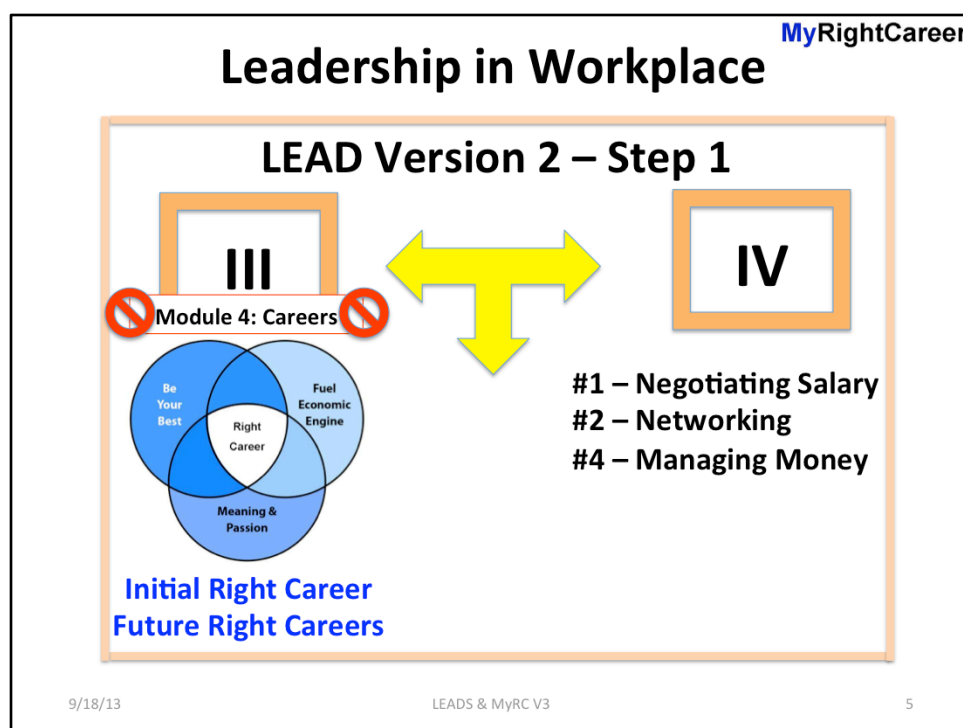 MyRightCareer
Leadership in Workplace
LEAD Version 2 – Step 1
III
IV
Module 4: Careers
Be
Your
Best
Fuel
Economic
Engine
Right
Career
Meaning &
Passion
#1 – Negotiating Salary
#2 – Networking
#4 – Managing Money
Initial Right Career
Future Right Careers
9/18/13
LEADS & MyRC V3
5